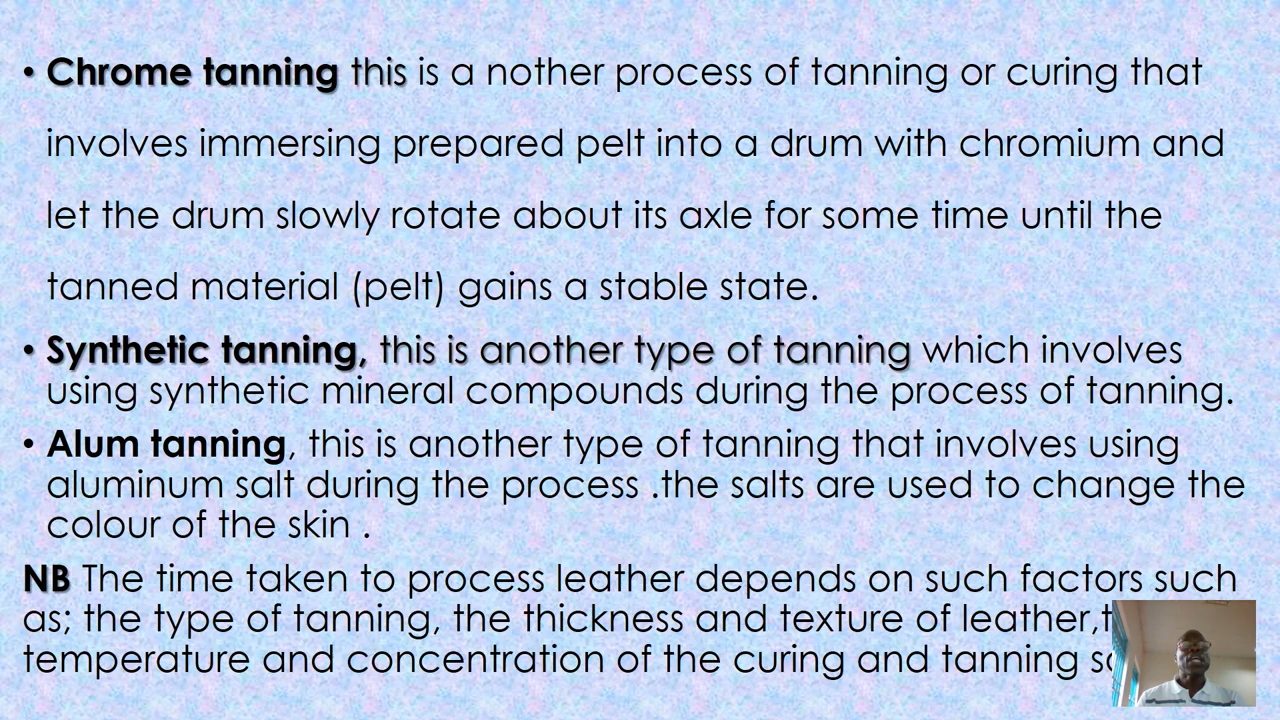 • Chrome tanning this is a nother process of tanning or curing that
involves immersing prepared pelt into a drum with chromium and
let the drum slowly rotate about its axle for some time until the
tanned material (pelt) gains a stable state.
• Synthetic tanning, this is another type of tanning which involves
using synthetic mineral compounds during the process of tanning.
• Alum tanning, this is another type of tanning that involves using
aluminum salt during the process .the salts are used to change the
colour of the skin .
NB The time taken to process leather depends on such factors such
as; the type of tanning, the thickness and texture of leather,
temperature and concentration of the curing and tanning